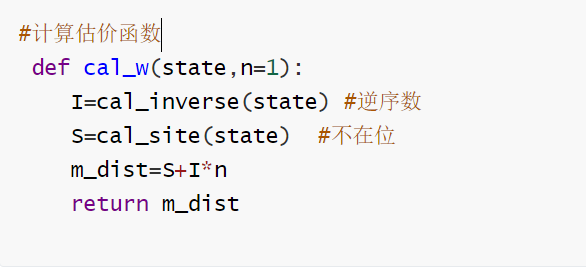 #计算估价函数
def cal_w(state,n=1):
I=cal_inverse(state) #逆序数
S=cal_site(state) #不在位
m_dist=S+I*n
return m_dist